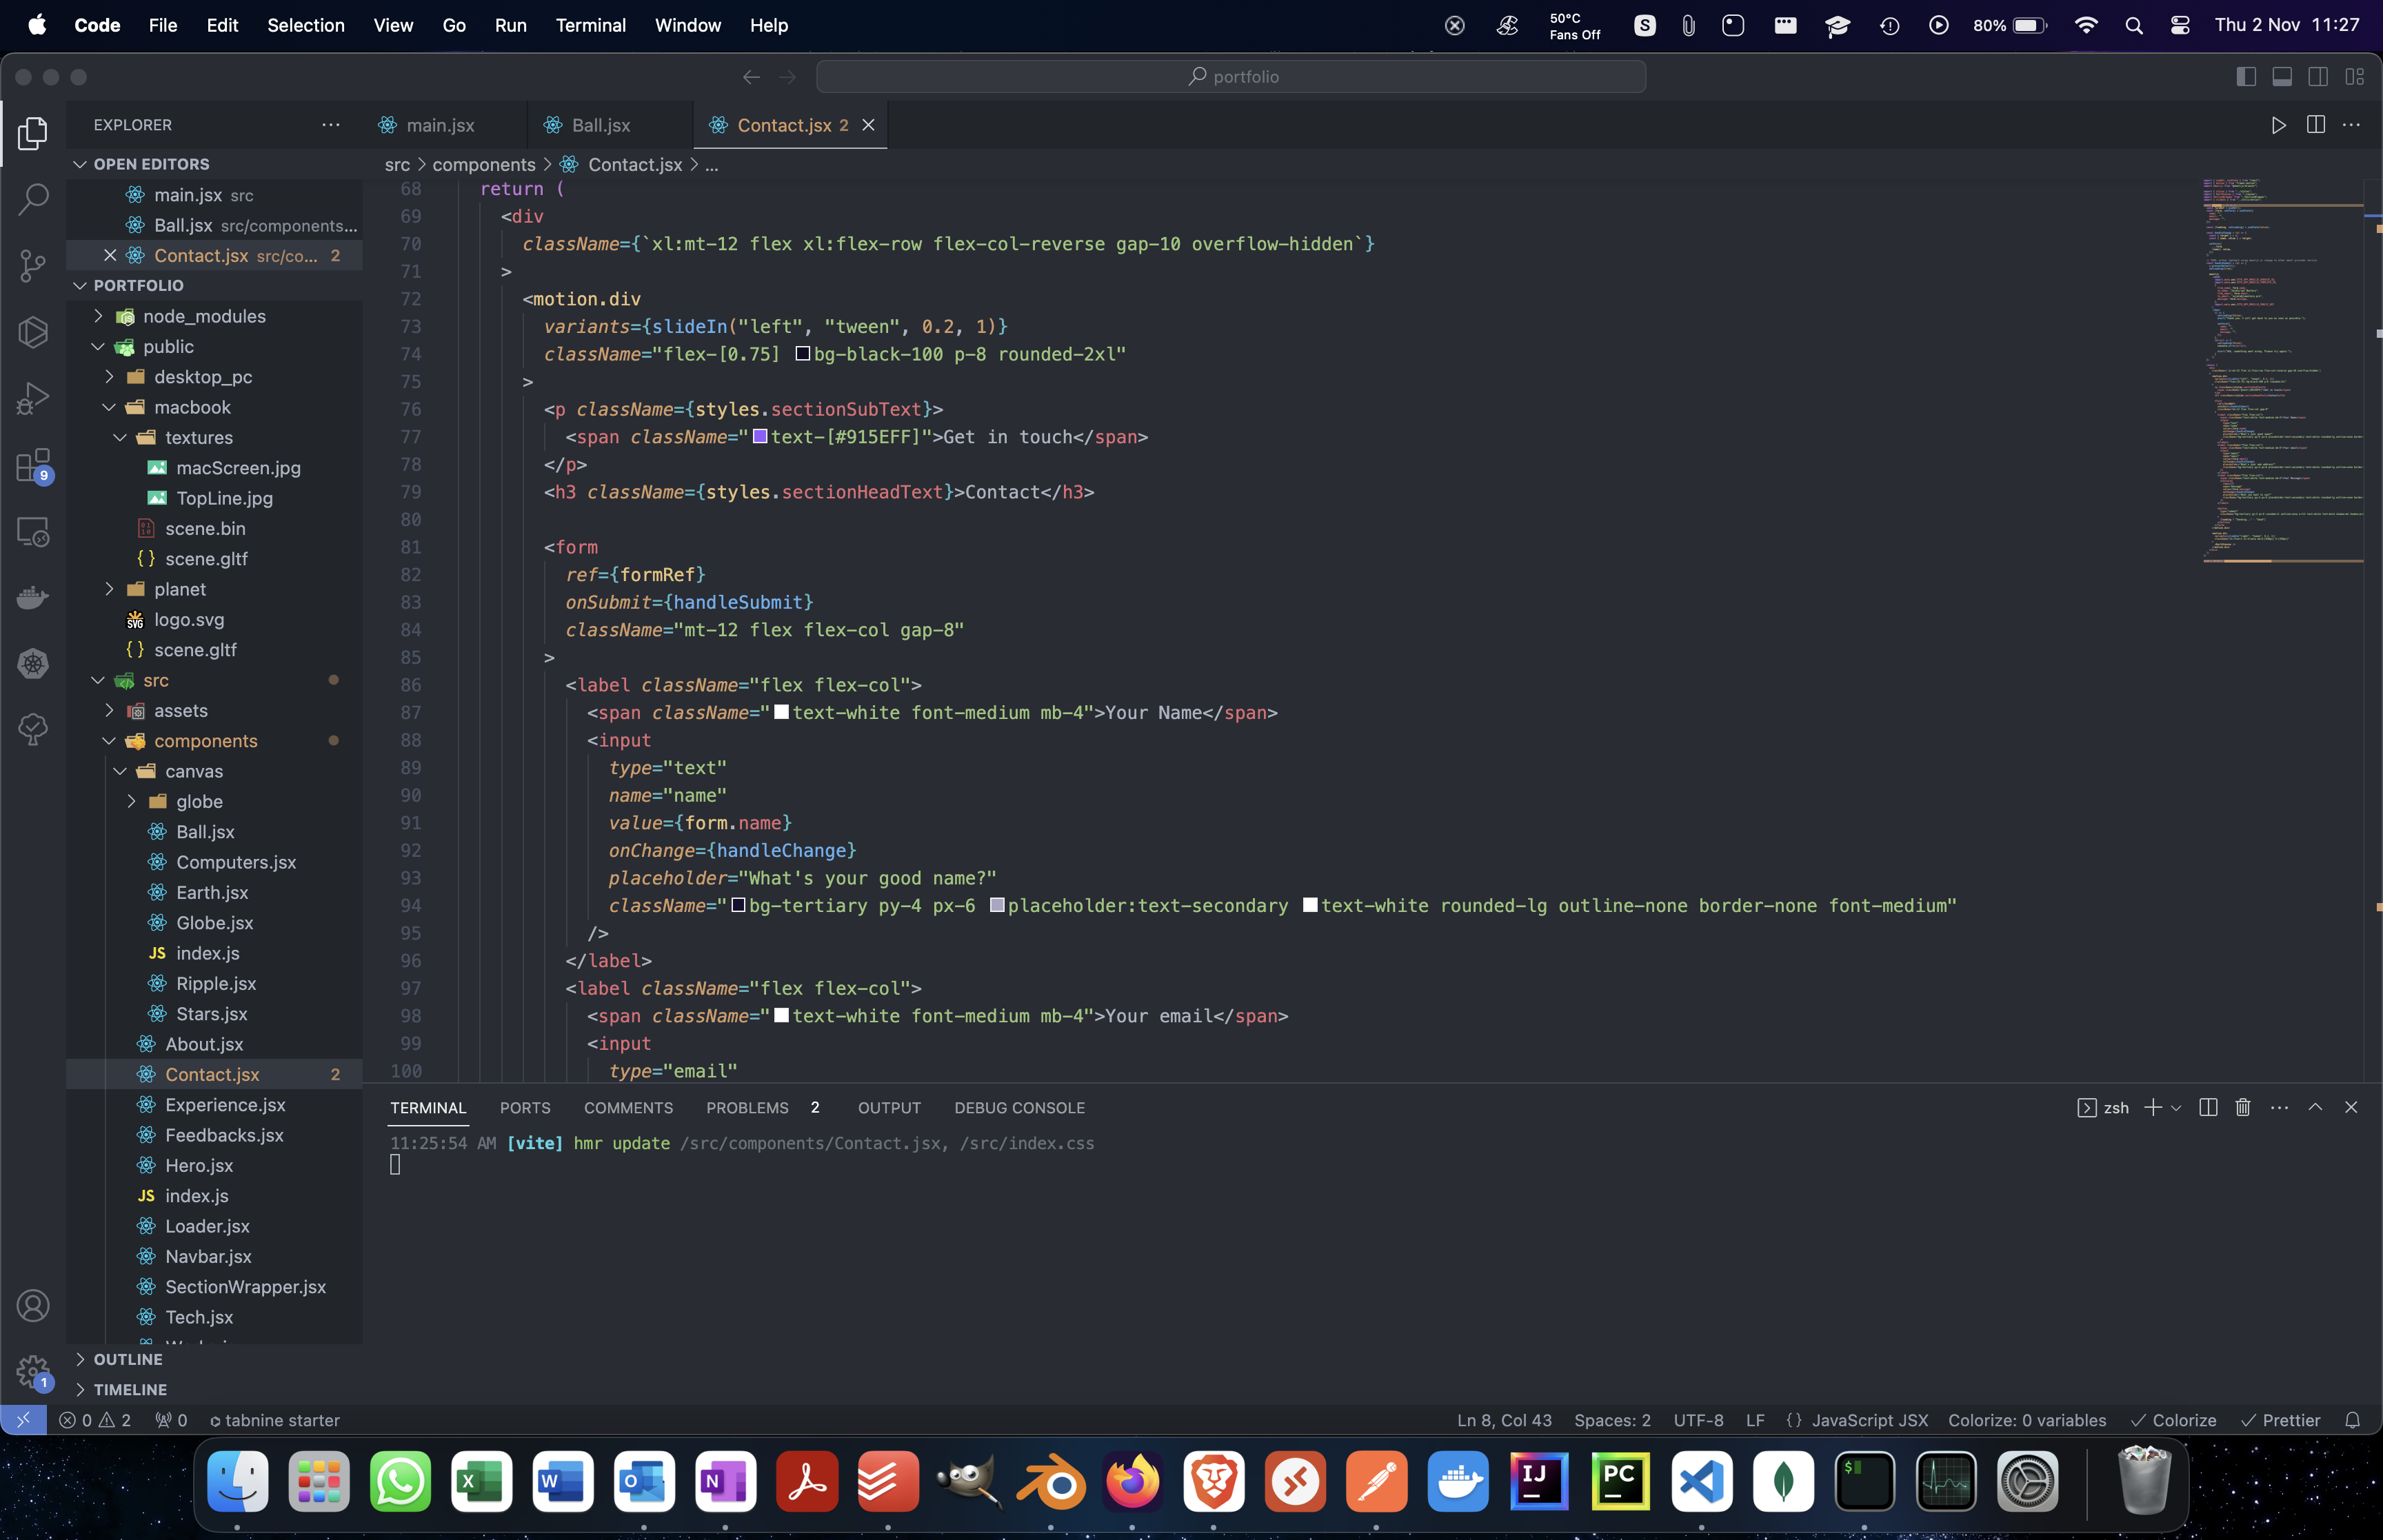 Code File Edit Selection View Go Run Terminal Window Help
50°C
Fans Off
80%
Thu 2 Nov 11:27
portfolio
EXPLORER
main.jsx
Ball.jsx
Contact.jsx 2
OPEN EDITORS
main.jsx src
Ball.jsx src/components...
Contact.jsx src/co... 2
PORTFOLIO
node_modules
public
desktop_pc
macbook
textures
macScreen.jpg
TopLine.jpg
scene.bin
scene.gltf
planet
logo.svg
scene.gltf
src
assets
components
canvas
globe
Ball.jsx
Computers.jsx
Earth.jsx
Globe.jsx
JS index.js
Ripple.jsx
Stars.jsx
About.jsx
Contact.jsx 2
Experience.jsx
Feedbacks.jsx
Hero.jsx
JS index.js
Loader.jsx
Navbar.jsx
SectionWrapper.jsx
Tech.jsx
OUTLINE
TIMELINE
9
1
src > components > Contact.jsx > ...
68 return (
69 <div
70 className={`xl:mt-12 flex xl:flex-row flex-col-reverse gap-10 overflow-hidden`}
71 >
72 <motion.div
73 variants={slideIn("left", "tween", 0.2, 1)}
74 className="flex-[0.75] bg-black-100 p-8 rounded-2xl"
75 >
76 <p className={styles.sectionSubText}>
77 <span className="text-[#915EFF]">Get in touch</span>
78 </p>
79 <h3 className={styles.sectionHeadText}>Contact</h3>
80
81 <form
82 ref={formRef}
83 onSubmit={handleSubmit}
84 className="mt-12 flex flex-col gap-8"
85 >
86 <label className="flex flex-col">
87 <span className="text-white font-medium mb-4">Your Name</span>
88 <input
89 type="text"
90 name="name"
91 value={form.name}
92 onChange={handleChange}
93 placeholder="What's your good name?"
94 className="bg-tertiary py-4 px-6 placeholder:text-secondary text-white rounded-lg outline-none border-none font-medium"
95 />
96 </label>
97 <label className="flex flex-col">
98 <span className="text-white font-medium mb-4">Your email</span>
99 <input
100 type="email"
TERMINAL PORTS COMMENTS PROBLEMS 2 OUTPUT DEBUG CONSOLE
zsh
11:25:54 AM [vite] hmr update /src/components/Contact.jsx, /src/index.css
0 2 0 tabnine starter
Ln 8, Col 43 Spaces: 2 UTF-8 LF {} JavaScript JSX Colorize: 0 variables Colorize Prettier
X
W
O
N
IJ
PC
$